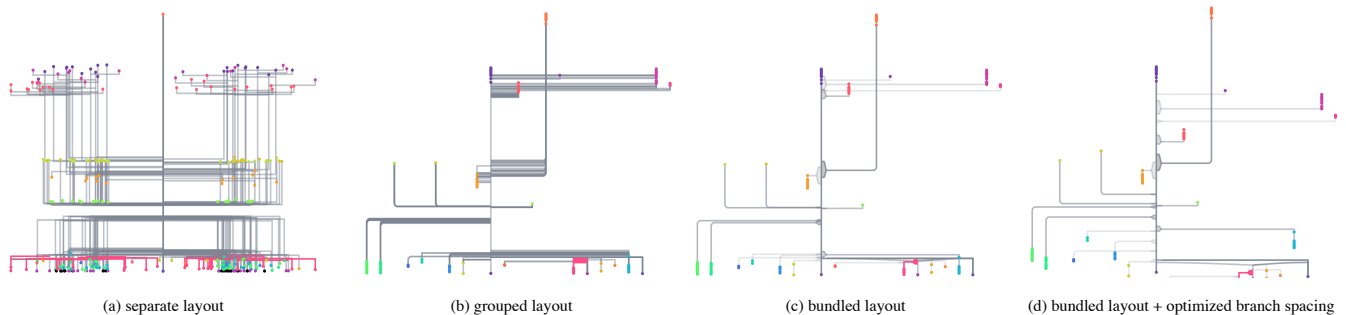 (a) separate layout
(b) grouped layout
(c) bundled layout
(d) bundled layout + optimized branch spacing